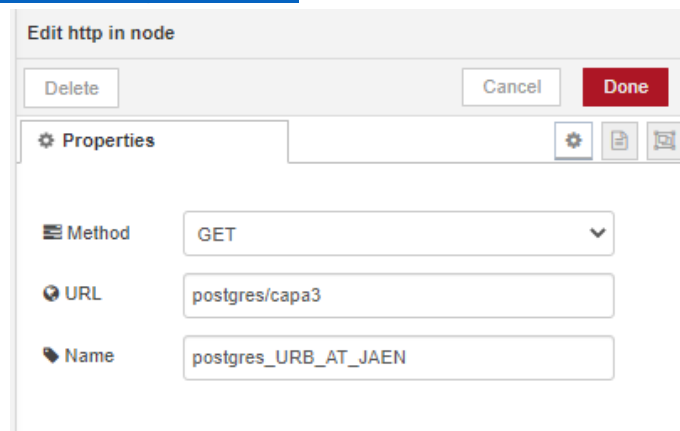 Edit http in node
Delete Cancel Done
Properties
Method GET
URL postgres/capa3
Name postgres_URB_AT_JAEN